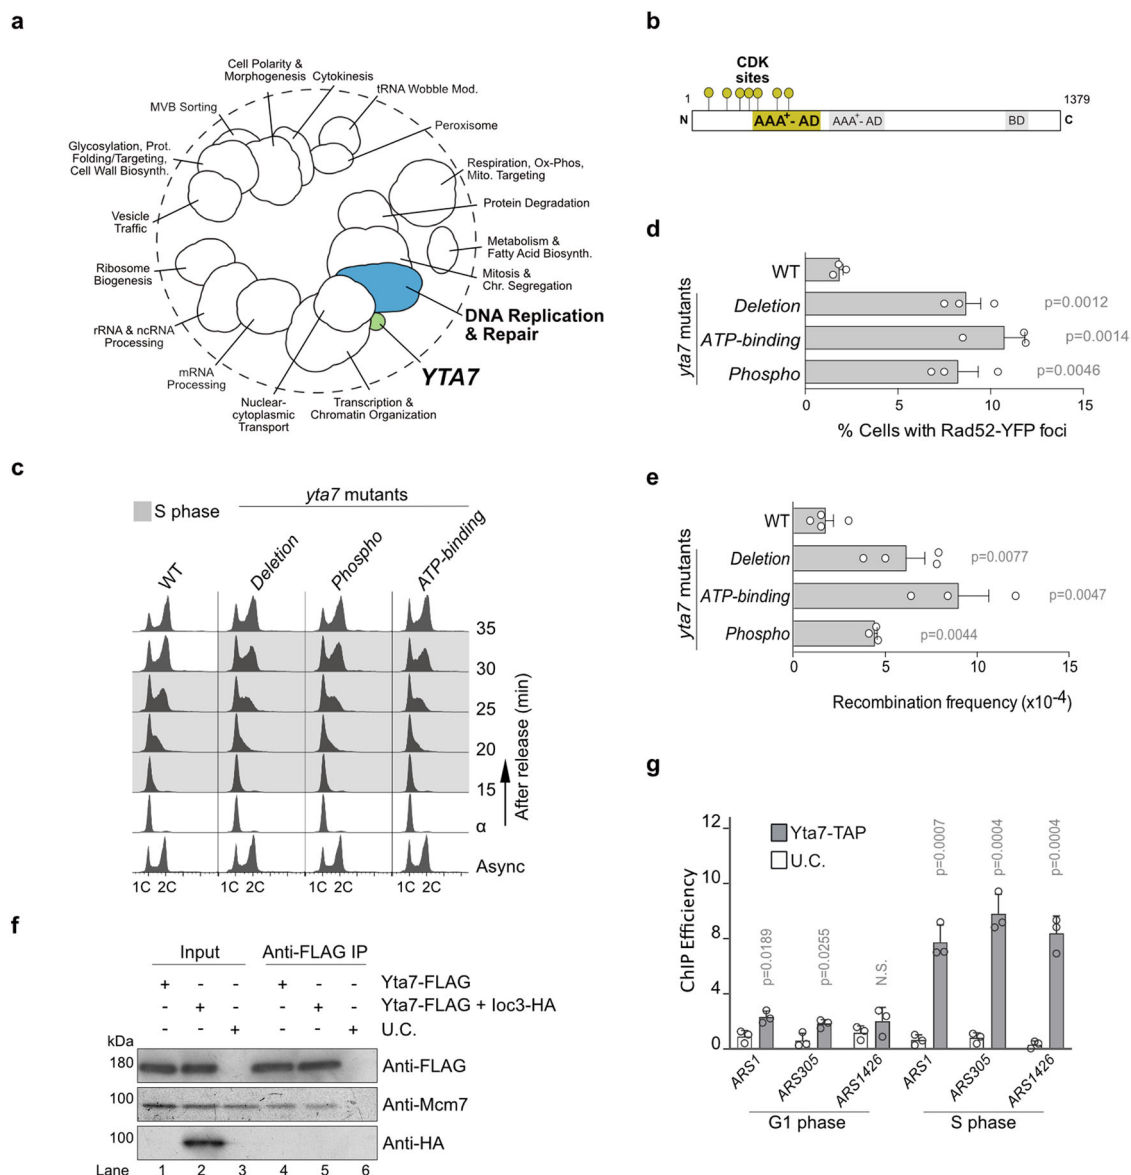 a
Cell Polarity &
Morphogenesis
Cytokinesis
tRNA Wobble Mod.
MVB Sorting
Peroxisome
Glycosylation, Prot.
Folding/Targeting,
Cell Wall Biosynth.
Respiration, Ox-Phos,
Mito. Targeting
Protein Degradation
Vesicle
Traffic
Metabolism &
Fatty Acid Biosynth.
Ribosome
Biogenesis
Mitosis &
Chr. Segregation
DNA Replication
& Repair
rRNA & ncRNA
Processing
YTA7
mRNA
Processing
Nuclear-
cytoplasmic
Transport
Transcription &
Chromatin Organization
b
CDK
sites
1
1379
N
AAA+- AD
AAA+- AD
BD
C
c
yta7 mutants
S phase
WT
Deletion
Phospho
ATP-binding
35
30
25
20
15
α
Async
After release (min)
1C 2C
1C 2C
1C 2C
1C 2C
d
yta7 mutants
WT
Deletion
p=0.0012
ATP-binding
p=0.0014
Phospho
p=0.0046
0 5 10 15
% Cells with Rad52-YFP foci
e
yta7 mutants
WT
Deletion
p=0.0077
ATP-binding
p=0.0047
Phospho
p=0.0044
0 5 10 15
Recombination frequency (x10-4)
f
Input
Anti-FLAG IP
+ - - + - - Yta7-FLAG
- + - - + - Yta7-FLAG + Ioc3-HA
- - + - - + U.C.
kDa
180
Anti-FLAG
100
Anti-Mcm7
100
Anti-HA
Lane 1 2 3 4 5 6
g
Yta7-TAP
U.C.
ChIP Efficiency
12
8
8
4
0
p=0.0189
p=0.0255
N.S.
p=0.0007
p=0.0004
p=0.0004
ARS1
ARS305
ARS1426
ARS1
ARS305
ARS1426
G1 phase
S phase